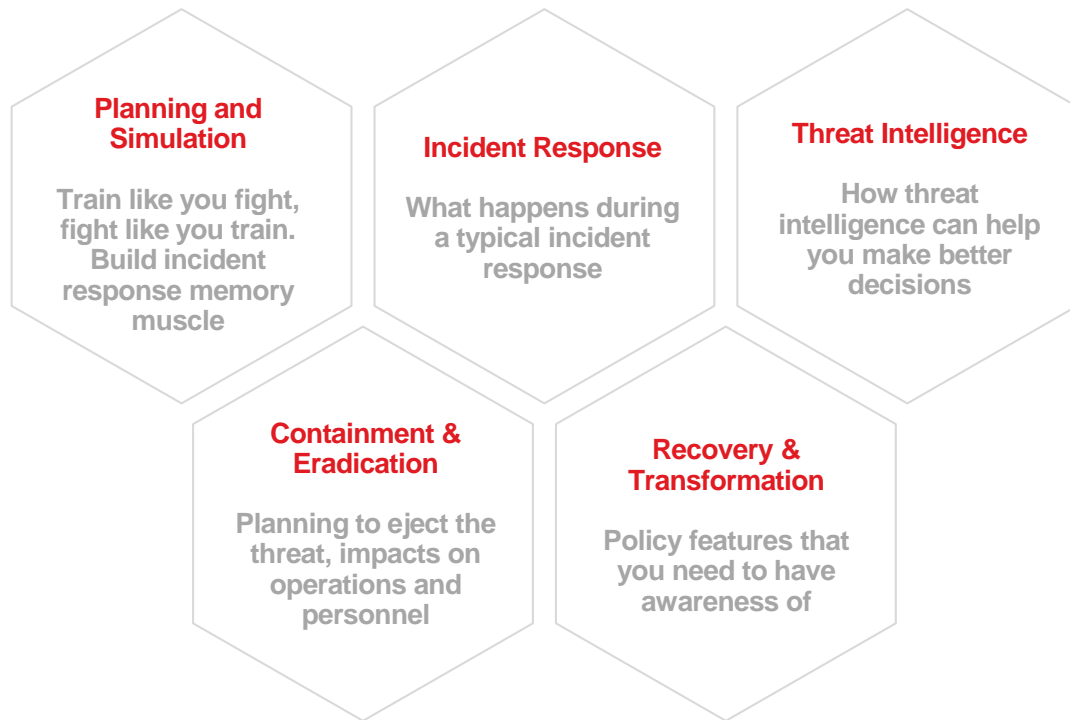 Planning and
Simulation
Train like you fight,
fight like you train.
Build incident
response memory
muscle
Incident Response
What happens during
a typical incident
response
Threat Intelligence
How threat
intelligence can help
you make better
decisions
Containment &
Eradication
Planning to eject the
threat, impacts on
operations and
personnel
Recovery &
Transformation
Policy features that
you need to have
awareness of